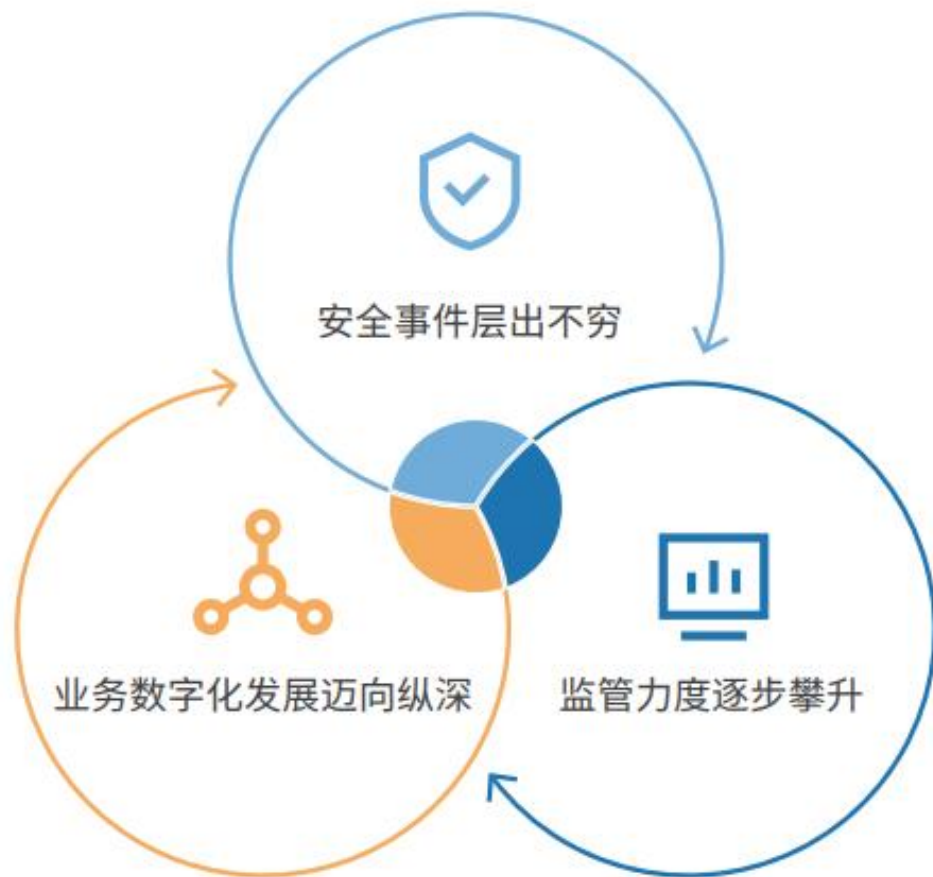 安全事件层出不穷
业务数字化发展迈向纵深
监管力度逐步攀升